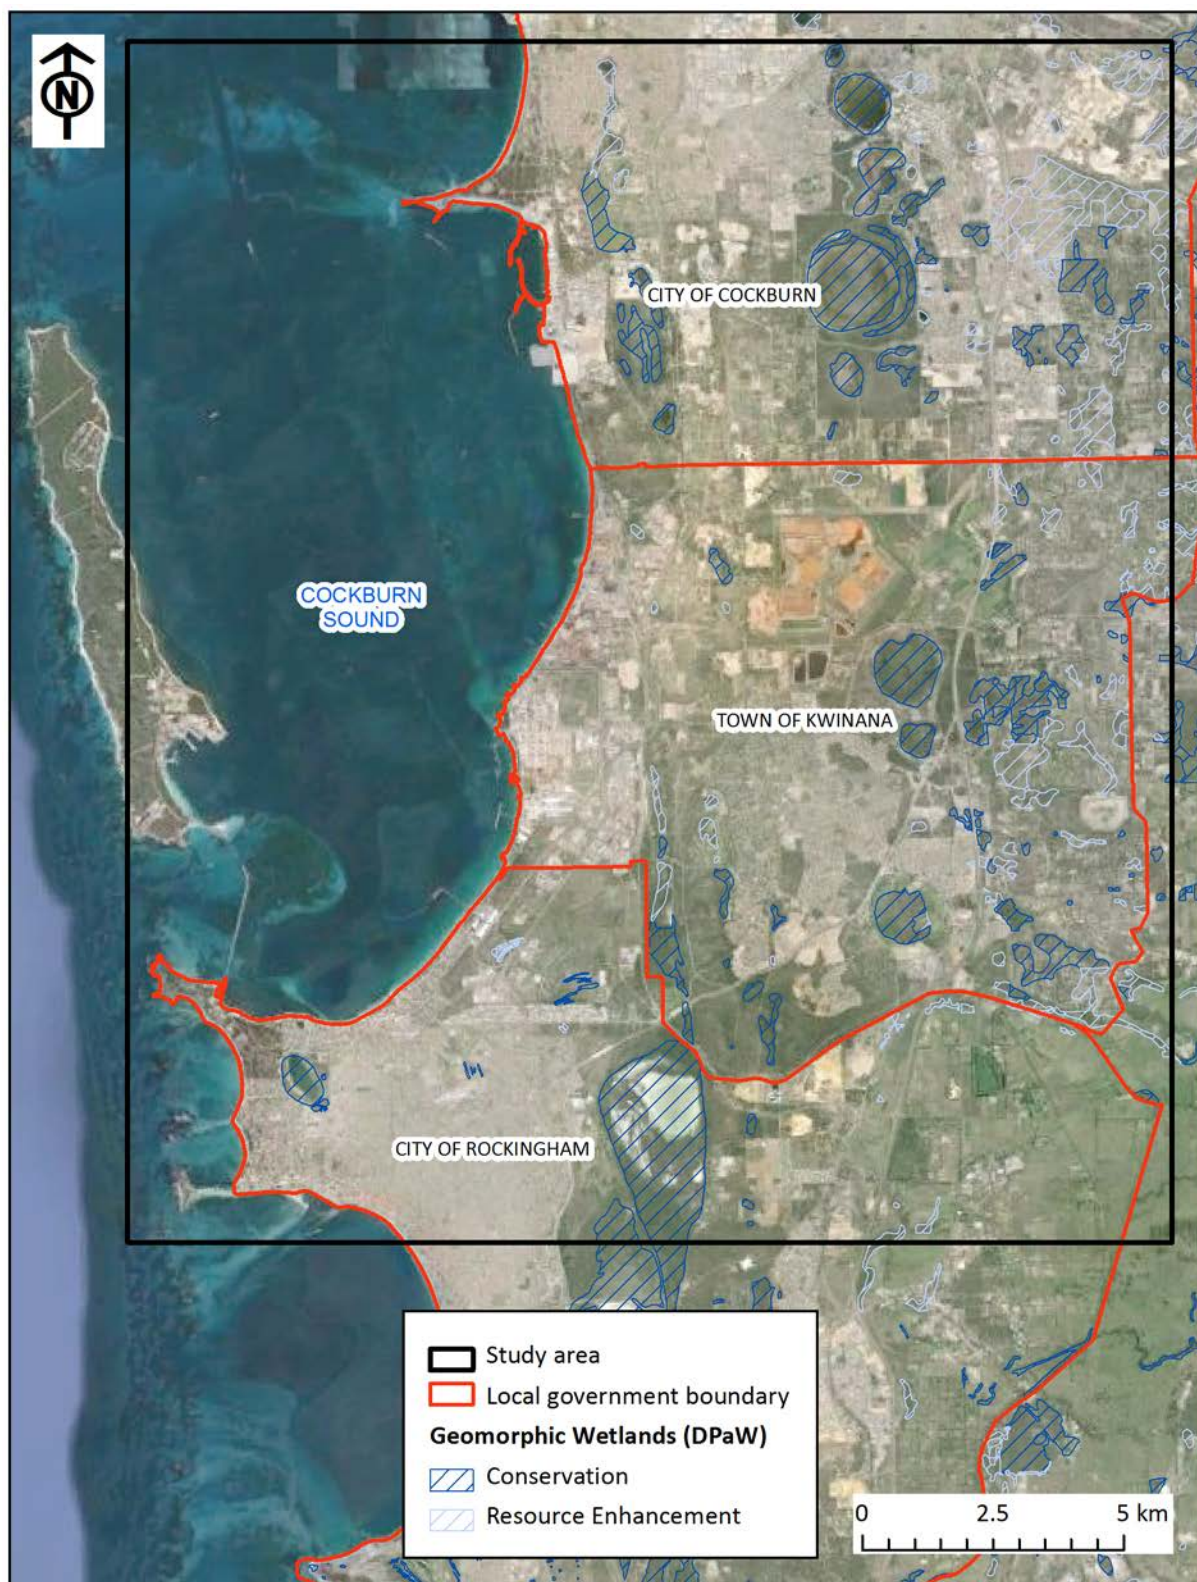 N
CITY OF COCKBURN
COCKBURN
SOUND
TOWN OF KWINANA
CITY OF ROCKINGHAM
Study area
Local government boundary
Geomorphic Wetlands (DPaW)
Conservation
Resource Enhancement
0 2.5 5 km